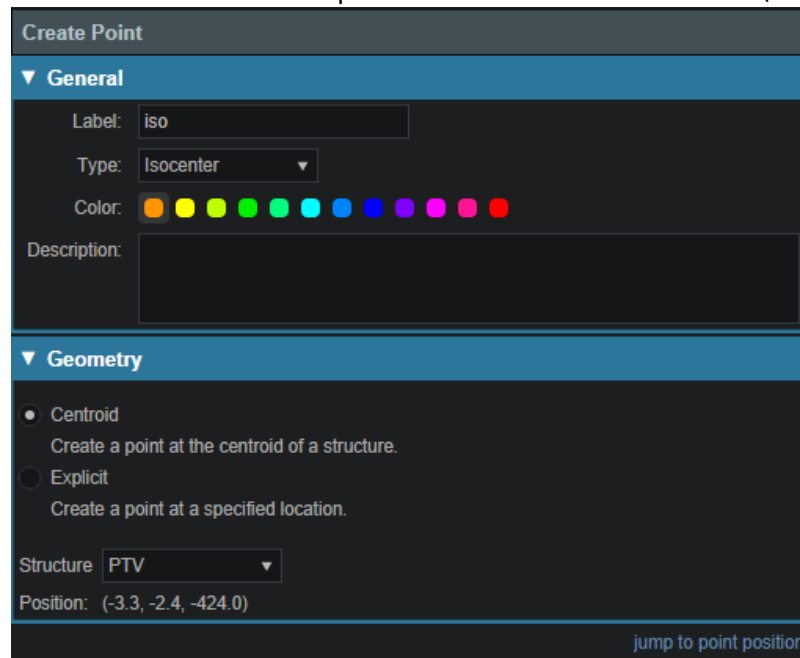 Create Point
▼ General
Label: iso
Type: Isocenter ▼
Color:
Description:
▼ Geometry
Centroid
Create a point at the centroid of a structure.
Explicit
Create a point at a specified location.
Structure PTV ▼
Position: (-3.3, -2.4, -424.0)
jump to point position